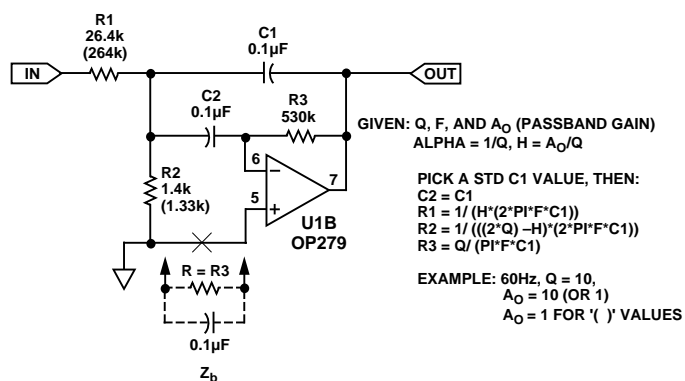 R1
26.4k
(264k)
C1
0.1µF
IN
OUT
C2
0.1µF
R3
530k
R2
1.4k
(1.33k)
6
7
5
U1B
OP279
R = R3
0.1µF
Zb
GIVEN: Q, F, AND AO (PASSBAND GAIN)
ALPHA = 1/Q, H = AO/Q
PICK A STD C1 VALUE, THEN:
C2 = C1
R1 = 1/ (H*(2*PI*F*C1))
R2 = 1/ (((2*Q) –H)*(2*PI*F*C1))
R3 = Q/ (PI*F*C1)
EXAMPLE: 60Hz, Q = 10,
AO = 10 (OR 1)
AO = 1 FOR '( )' VALUES